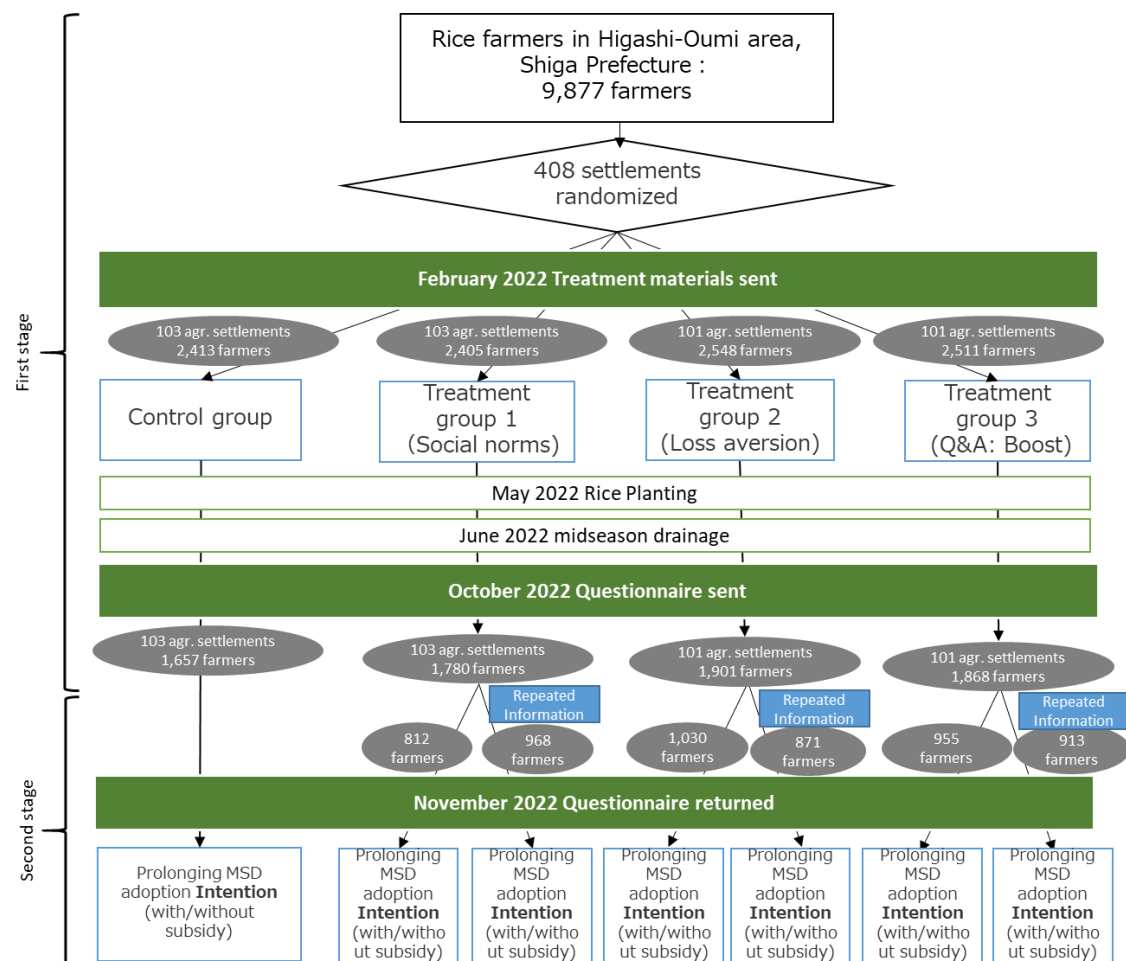 Rice farmers in Higashi-Oumi area,
Shiga Prefecture :
9,877 farmers
408 settlements
randomized
First stage
February 2022 Treatment materials sent
103 agr. settlements
2,413 farmers
103 agr. settlements
2,405 farmers
101 agr. settlements
2,548 farmers
101 agr. settlements
2,511 farmers
Control group
Treatment
group 1
(Social norms)
Treatment
group 2
(Loss aversion)
Treatment
group 3
(Q&A: Boost)
May 2022 Rice Planting
June 2022 midseason drainage
October 2022 Questionnaire sent
103 agr. settlements
1,657 farmers
103 agr. settlements
1,780 farmers
101 agr. settlements
1,901 farmers
101 agr. settlements
1,868 farmers
Second stage
Repeated
Information
Repeated
Information
Repeated
Information
812
farmers
968
farmers
1,030
farmers
871
farmers
955
farmers
913
farmers
November 2022 Questionnaire returned
Prolonging MSD
adoption Intention
(with/without
subsidy)
Prolonging
MSD
adoption
Intention
(with/witho
ut subsidy)
Prolonging
MSD
adoption
Intention
(with/witho
ut subsidy)
Prolonging
MSD
adoption
Intention
(with/witho
ut subsidy)
Prolonging
MSD
adoption
Intention
(with/witho
ut subsidy)
Prolonging
MSD
adoption
Intention
(with/witho
ut subsidy)
Prolonging
MSD
adoption
Intention
(with/witho
ut subsidy)